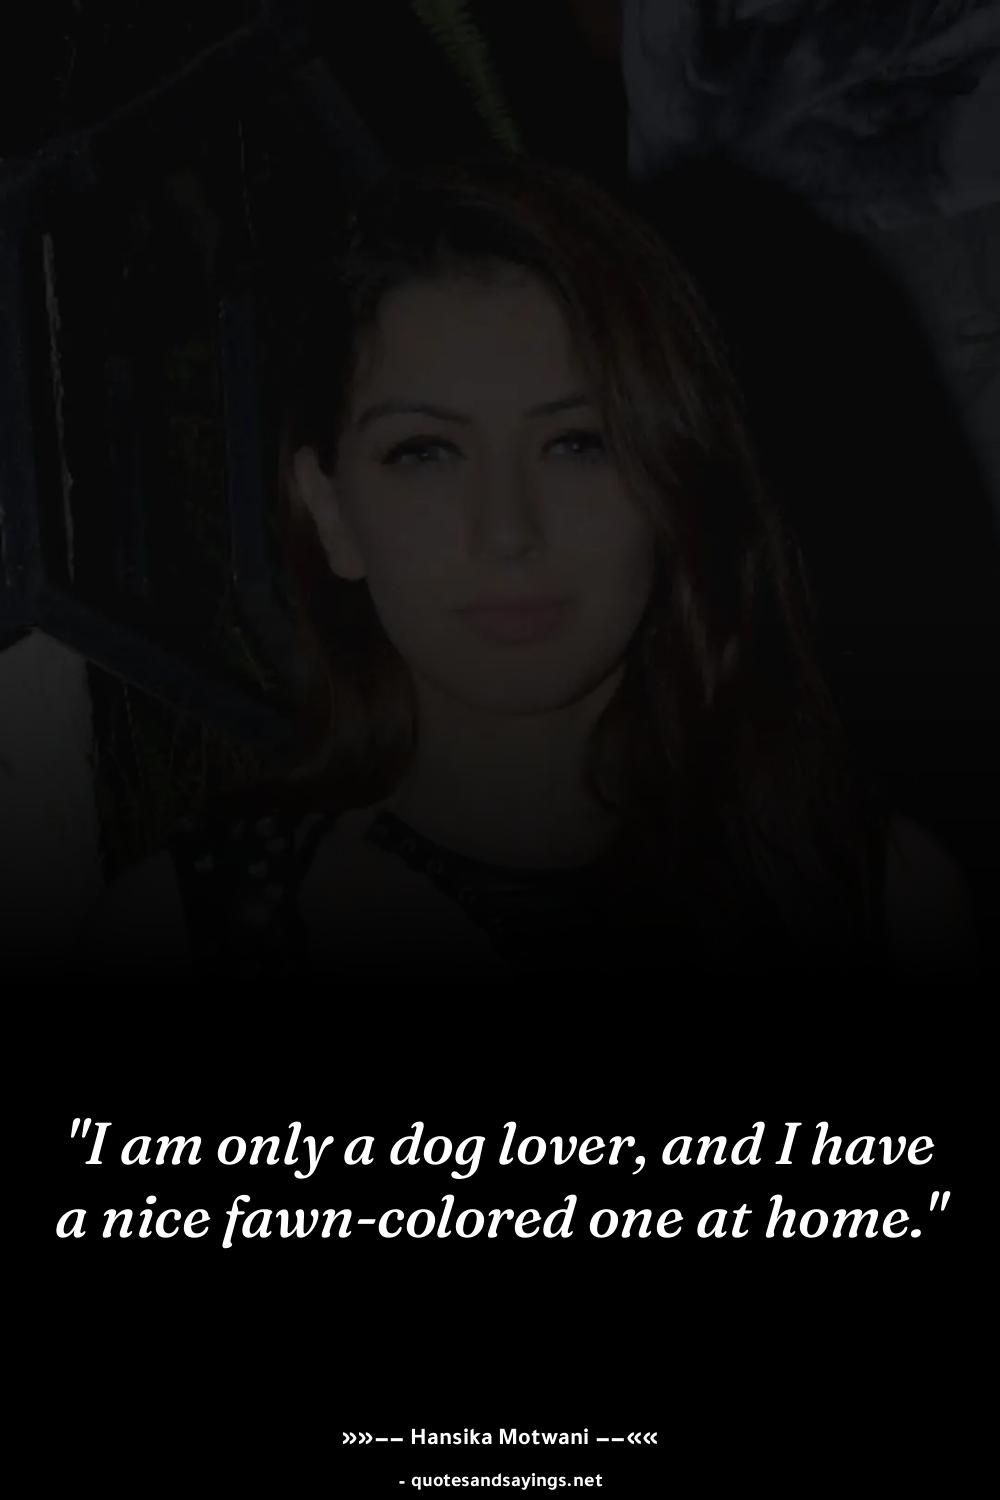 "I am only a dog lover, and I have
a nice fawn-colored one at home."
»»−− Hansika Motwani −−««
- quotesandsayings.net